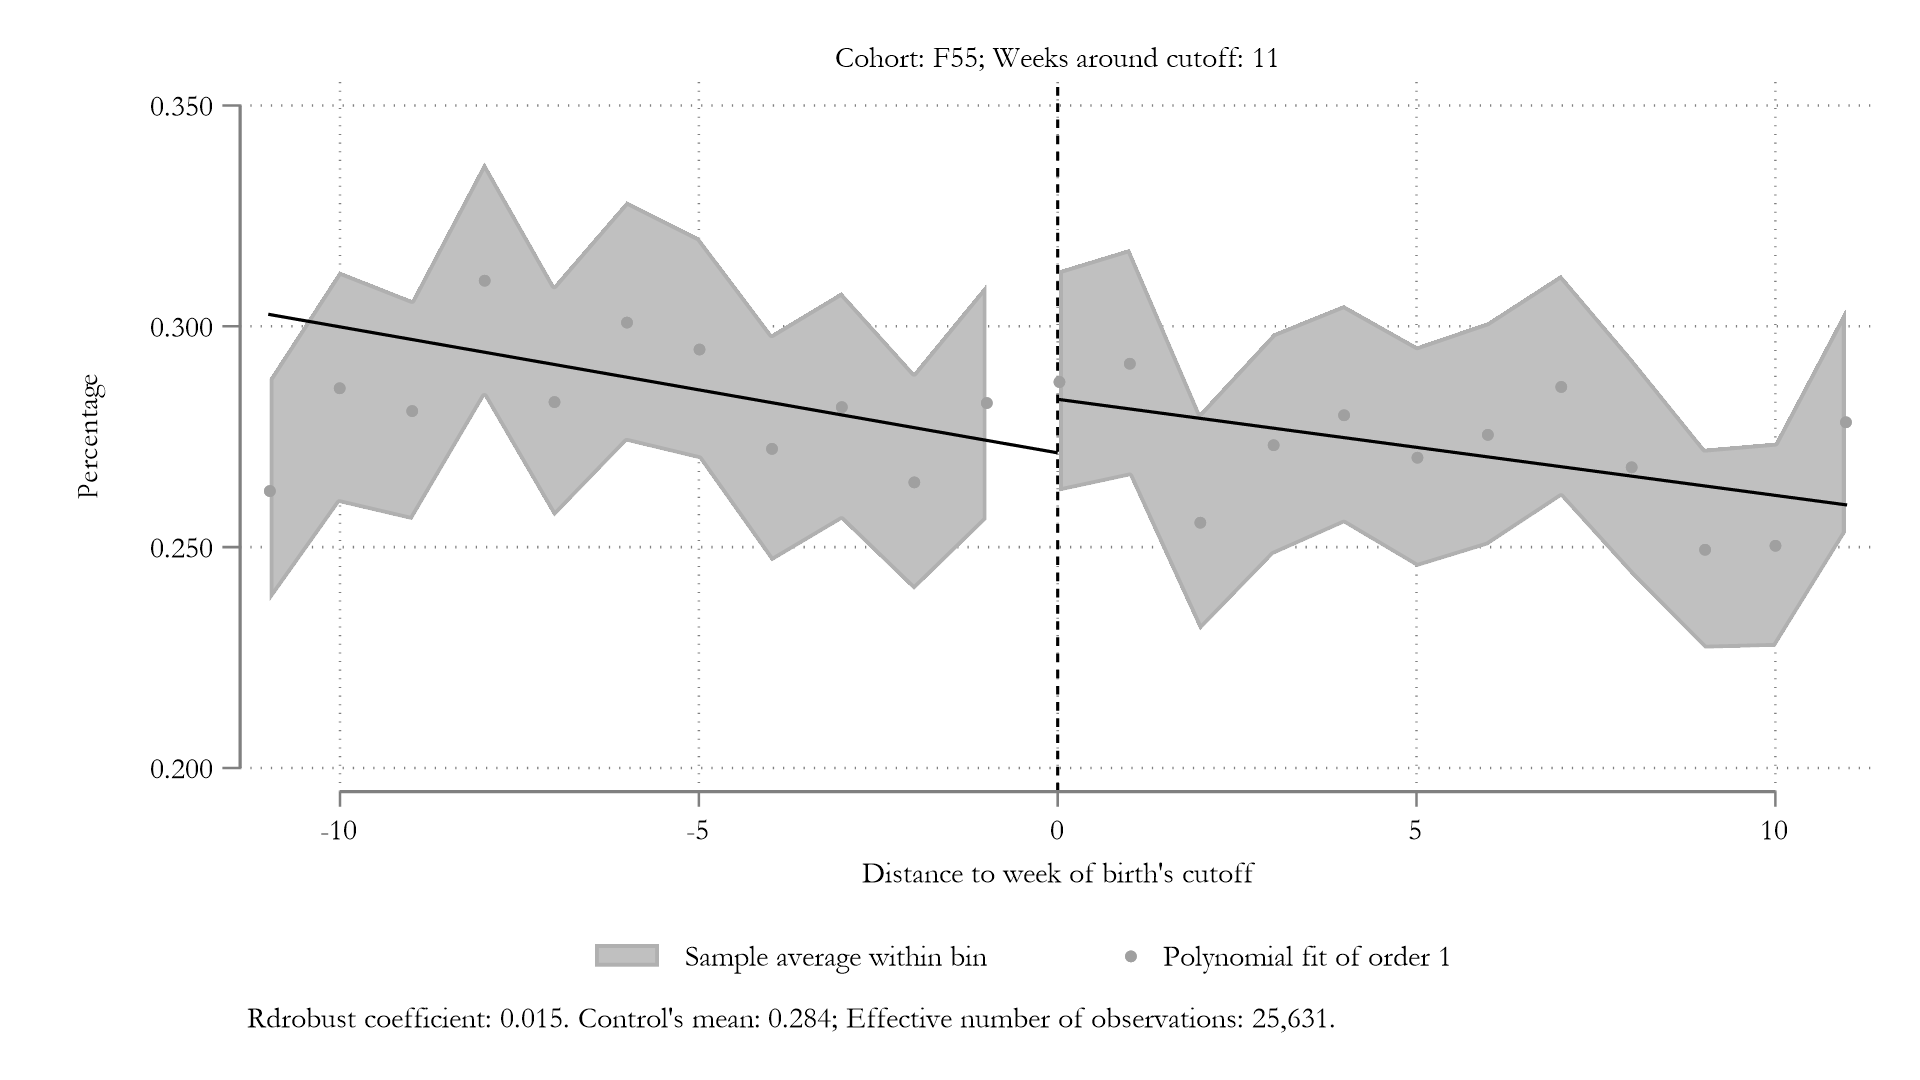 Cohort: F55; Weeks around cutoff: 11
0.350
0.300
0.250
0.200
Percentage
-10 -5 0 5 10
Distance to week of birth's cutoff
Sample average within bin Polynomial fit of order 1
Rdrobust coefficient: 0.015. Control's mean: 0.284; Effective number of observations: 25,631.